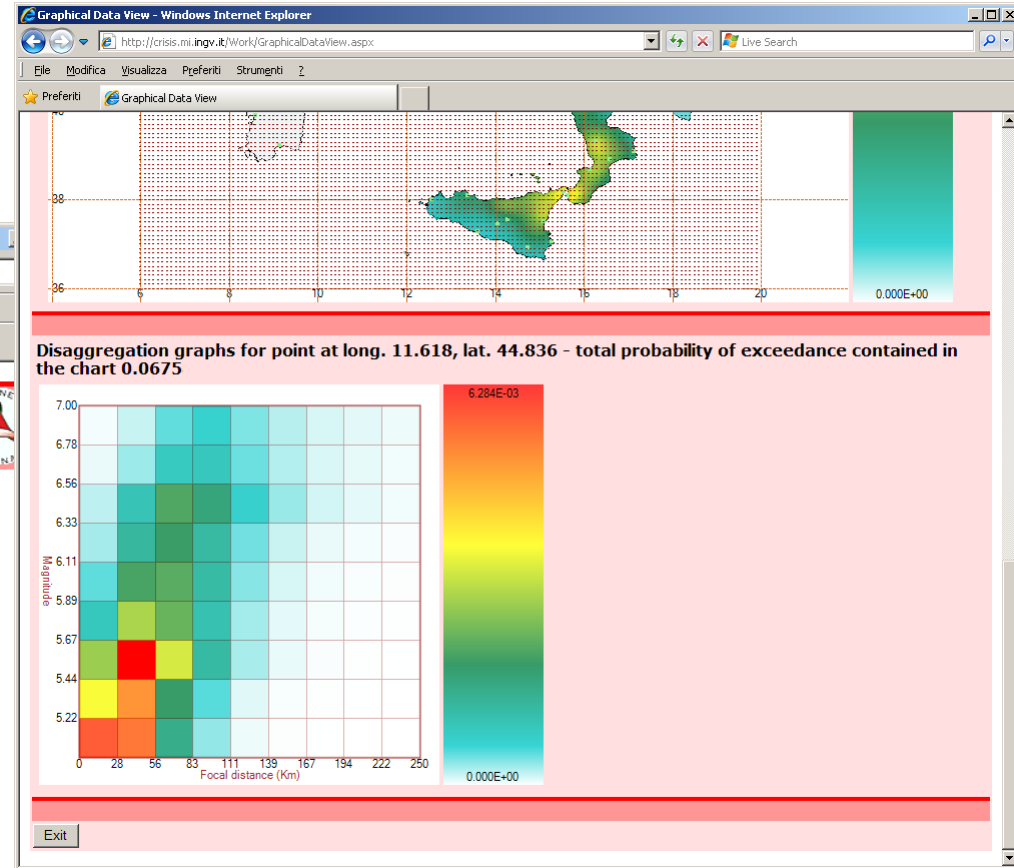 Graphical Data View - Windows Internet Explorer
http://crisis.mi.ingv.it/Work/GraphicalDataView.aspx
Live Search
File Modifica Visualizza Preferiti Strumenti ?
Preferiti Graphical Data View
38
36
6 8 10 12 14 16 18 20
0.000E+00
Disaggregation graphs for point at long. 11.618, lat. 44.836 - total probability of exceedance contained in
the chart 0.0675
6.284E-03
7.00
6.78
6.56
6.33
6.11
5.89
5.67
5.44
5.22
Magnitude
0 28 56 83 111 139 167 194 222 250
Focal distance (Km)
0.000E+00
Exit